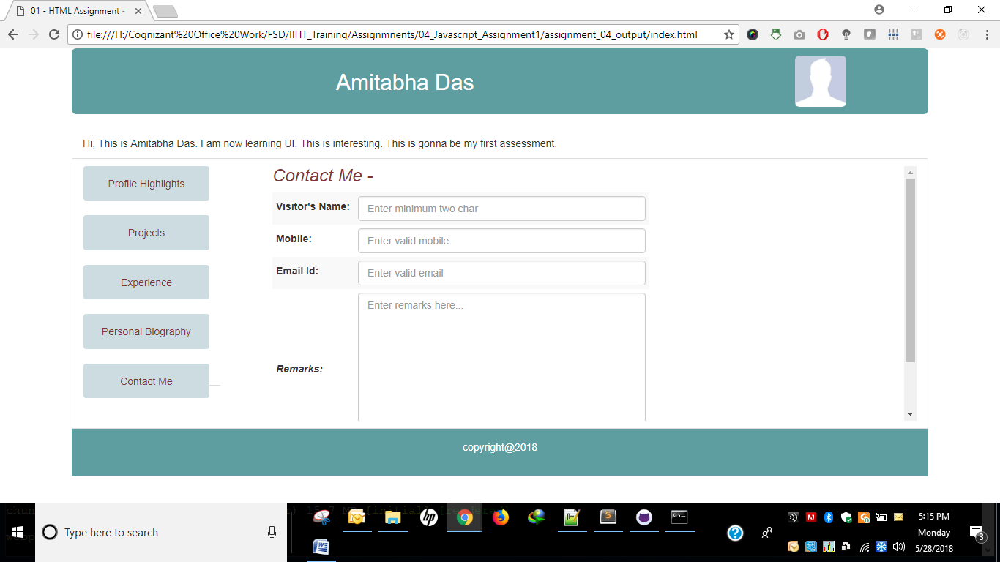 01 - HTML Assignment -
file:///H:/Cognizant%20Office%20Work/FSD/IIHT_Training/Assignmnents/04_Javascript_Assignment1/assignment_04_output/index.html
Amitabha Das
Hi, This is Amitabha Das. I am now learning UI. This is interesting. This is gonna be my first assessment.
Profile Highlights
Projects
Experience
Personal Biography
Contact Me
Contact Me -
Visitor's Name:
Enter minimum two char
Mobile:
Enter valid mobile
Email Id:
Enter valid email
Enter remarks here...
Remarks:
copyright@2018
Type here to search
hp
5:15 PM
Monday
5/28/2018
3